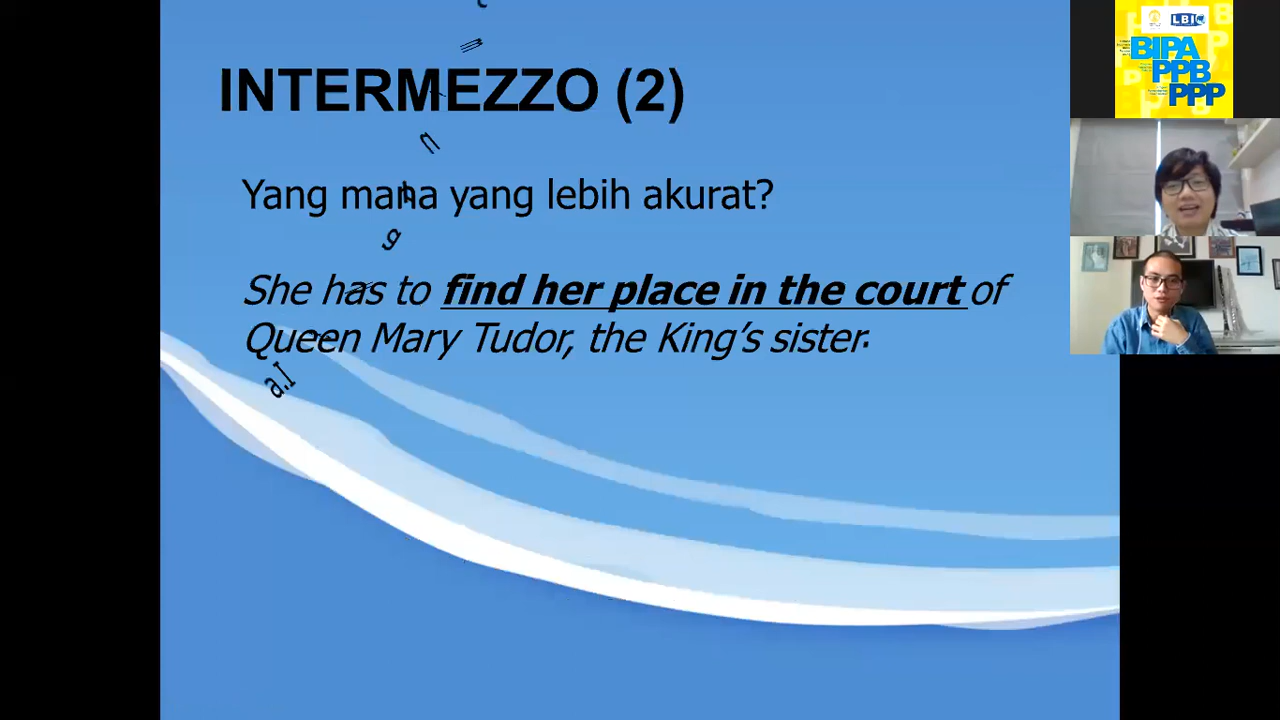 INTERMEZZO (2)
Yang mana yang lebih akurat?
She has to find her place in the court of
Queen Mary Tudor, the King's sister.
a.I
LBI
BIPA
PPB
PPP